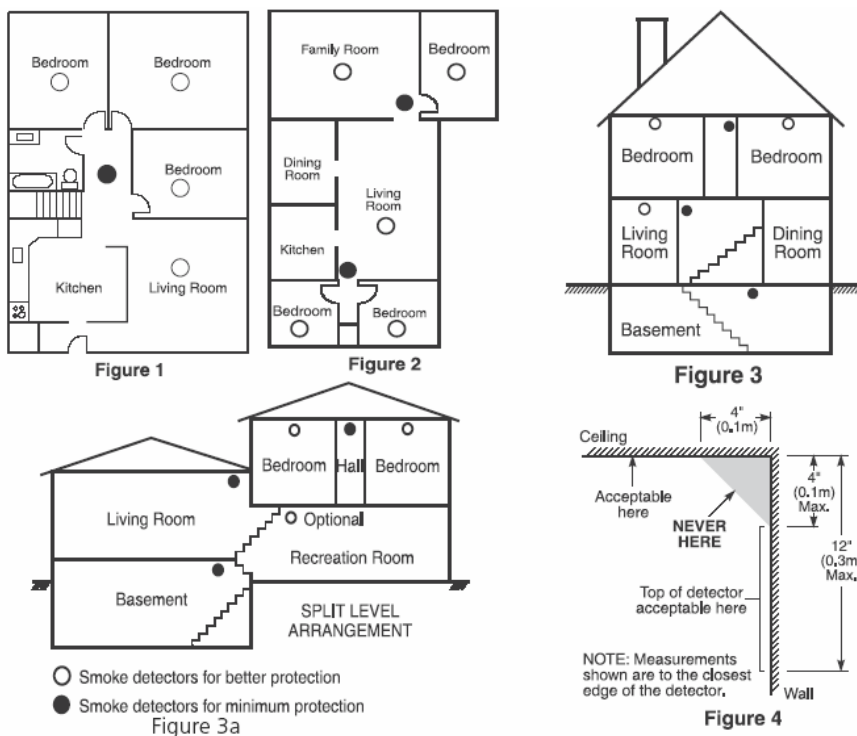 Bedroom
Bedroom
Bedroom
Kitchen
Living Room
Figure 1
Family Room
Bedroom
Dining
Room
Living
Room
Kitchen
Bedroom
Bedroom
Figure 2
Bedroom
Bedroom
Living
Room
Dining
Room
Basement
Figure 3
Bedroom
Hall
Bedroom
Living Room
Optional
Recreation Room
Basement
SPLIT LEVEL
ARRANGEMENT
Smoke detectors for better protection
Smoke detectors for minimum protection
Figure 3a
4"
(0.1m)
Ceiling
Acceptable
here
NEVER
HERE
4"
(0.1m)
Max.
12"
(0.3m
Max.
Top of detector
acceptable here
NOTE: Measurements
shown are to the closest
edge of the detector.
Wall
Figure 4